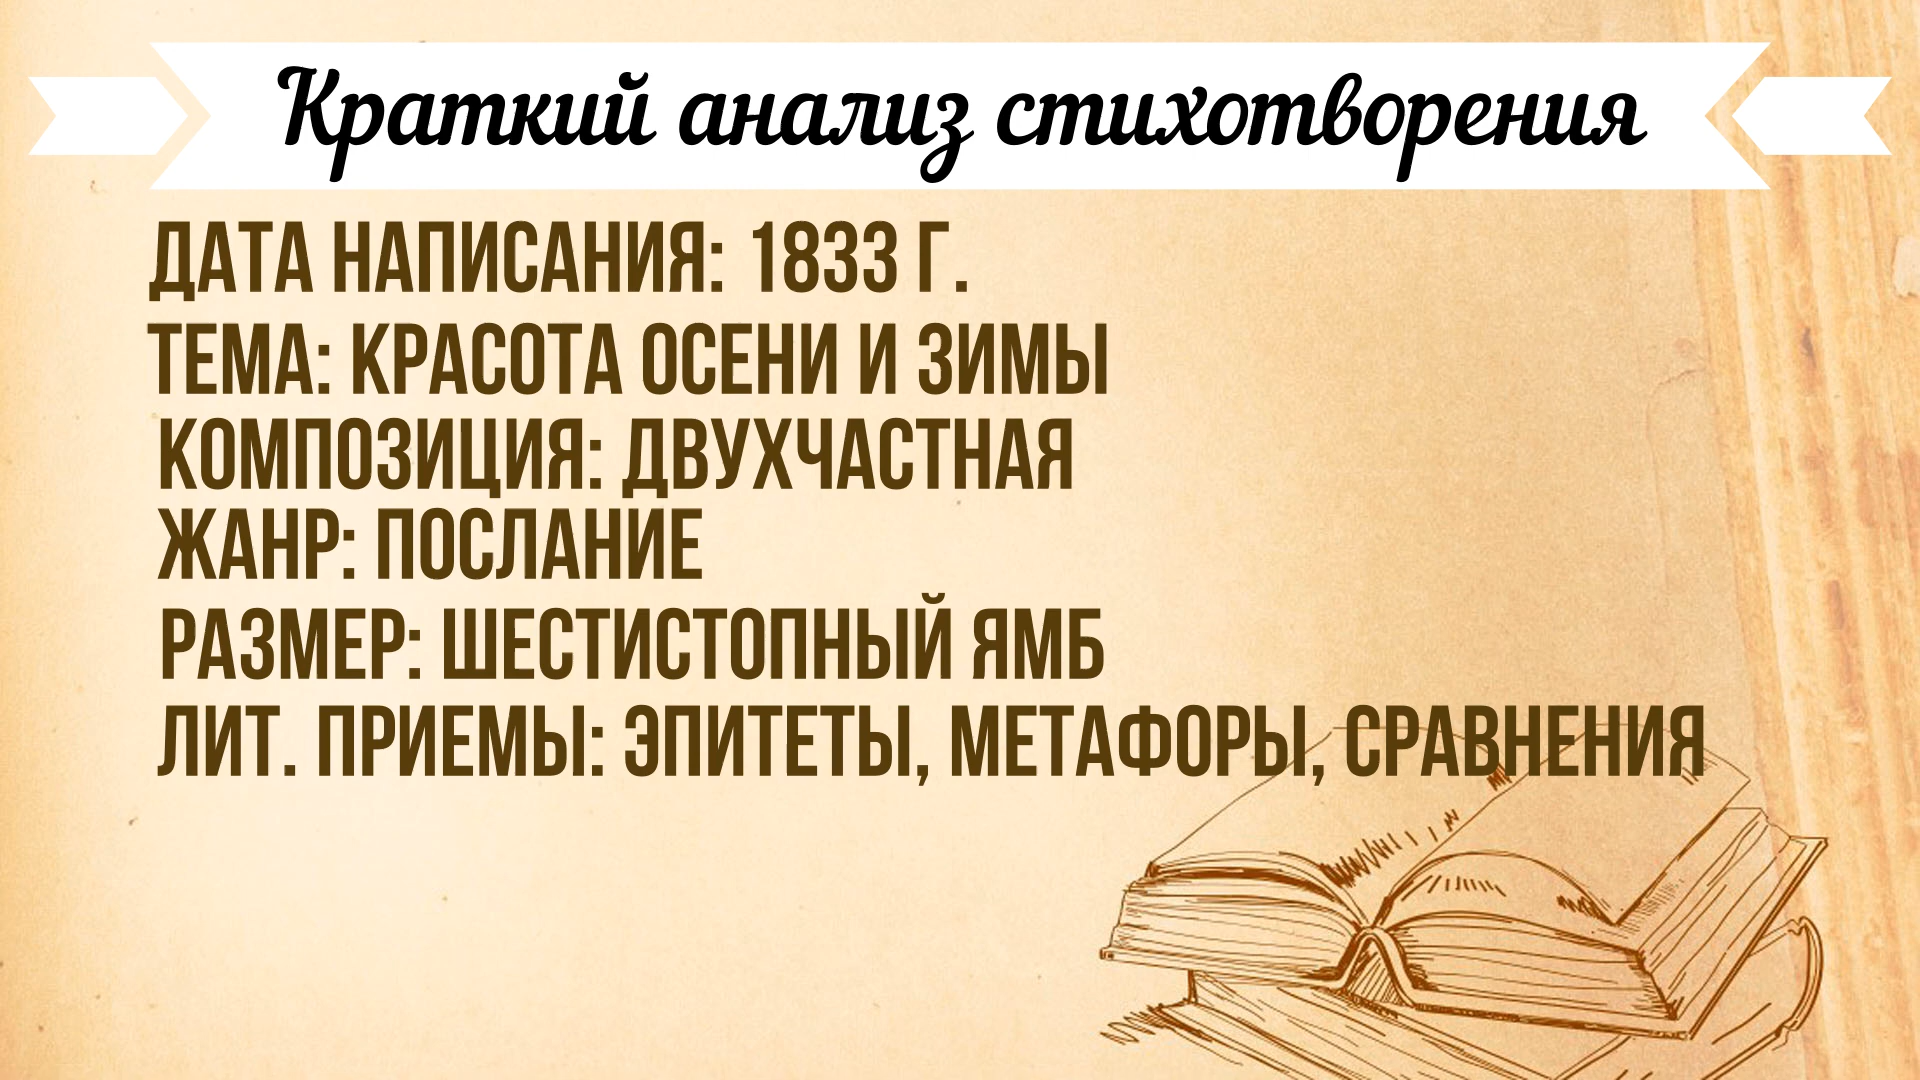 Краткий анализ стихотворения
ДАТА НАПИСАНИЯ: 1833 Г.
ТЕМА: КРАСОТА ОСЕНИ И ЗИМЫ
КОМПОЗИЦИЯ: ДВУХЧАСТНАЯ
ЖАНР: ПОСЛАНИЕ
РАЗМЕР: ШЕСТИСТОПНЫЙ ЯМБ
ЛИТ. ПРИЕМЫ: ЭПИТЕТЫ, МЕТАФОРЫ, СРАВНЕНИЯ